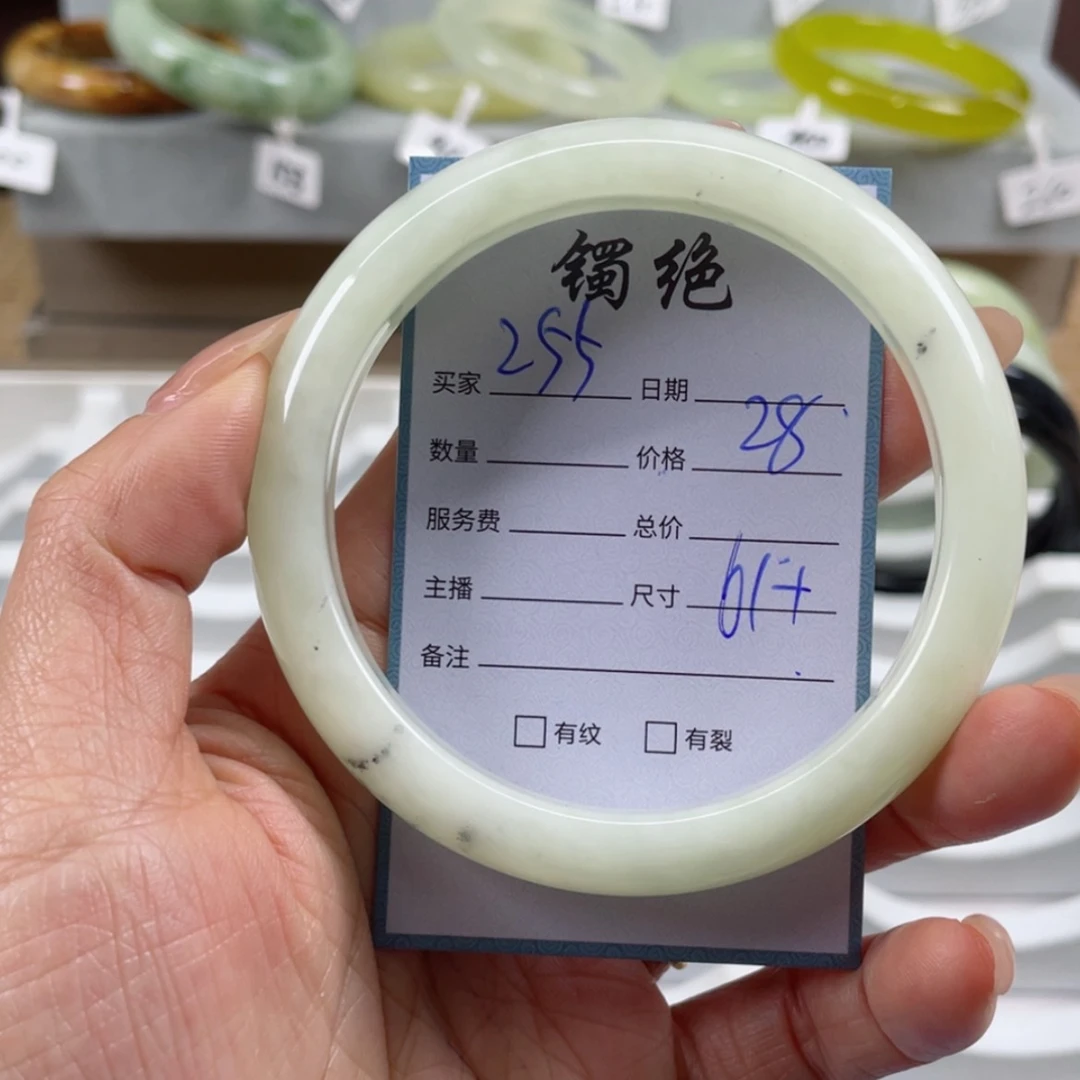 镯绝
买家 255 日期
数量 价格 28
服务费 总价
主播 尺寸 61+
备注
有纹 有裂